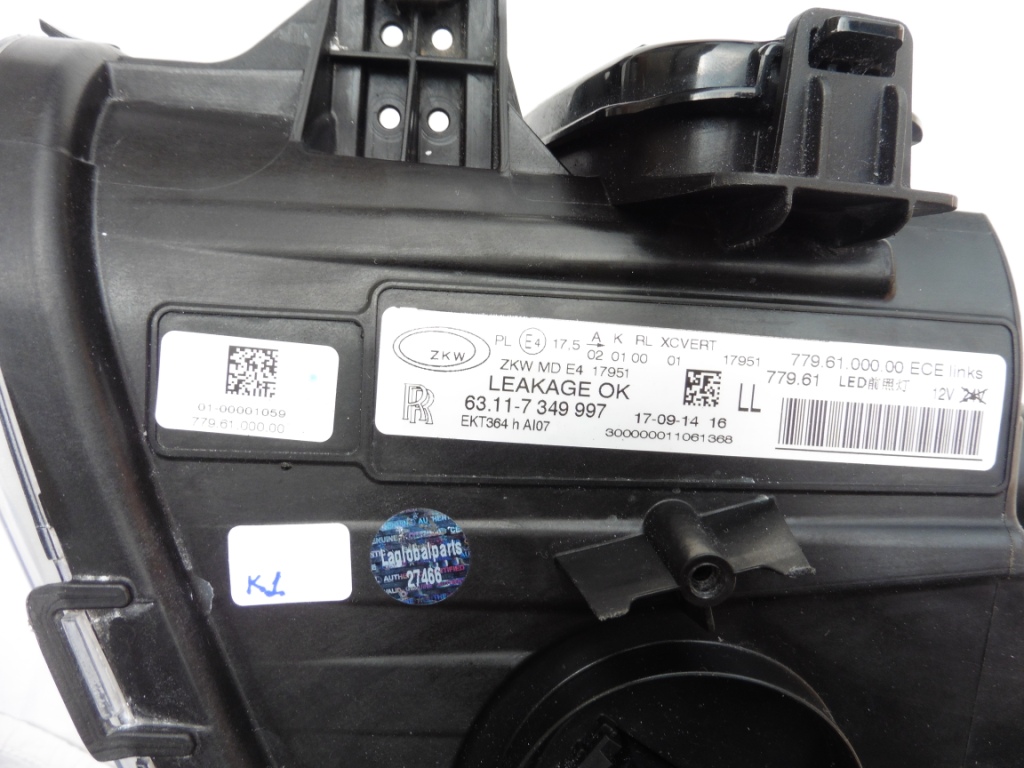 01-00001059
779.61.000.00
ZKW
PL E4 17.5 A K RL XCVERT
02 01 00 01 17951
ZKW MD E4 17951
LEAKAGE OK
63.11-7 349 997
EKT364 h AI07
17-09-14 16
300000011061368
LL
779.61.000.00 ECE links
779.61 LED前照灯
12V
K1
GENUINE
Laglobalparts
27466